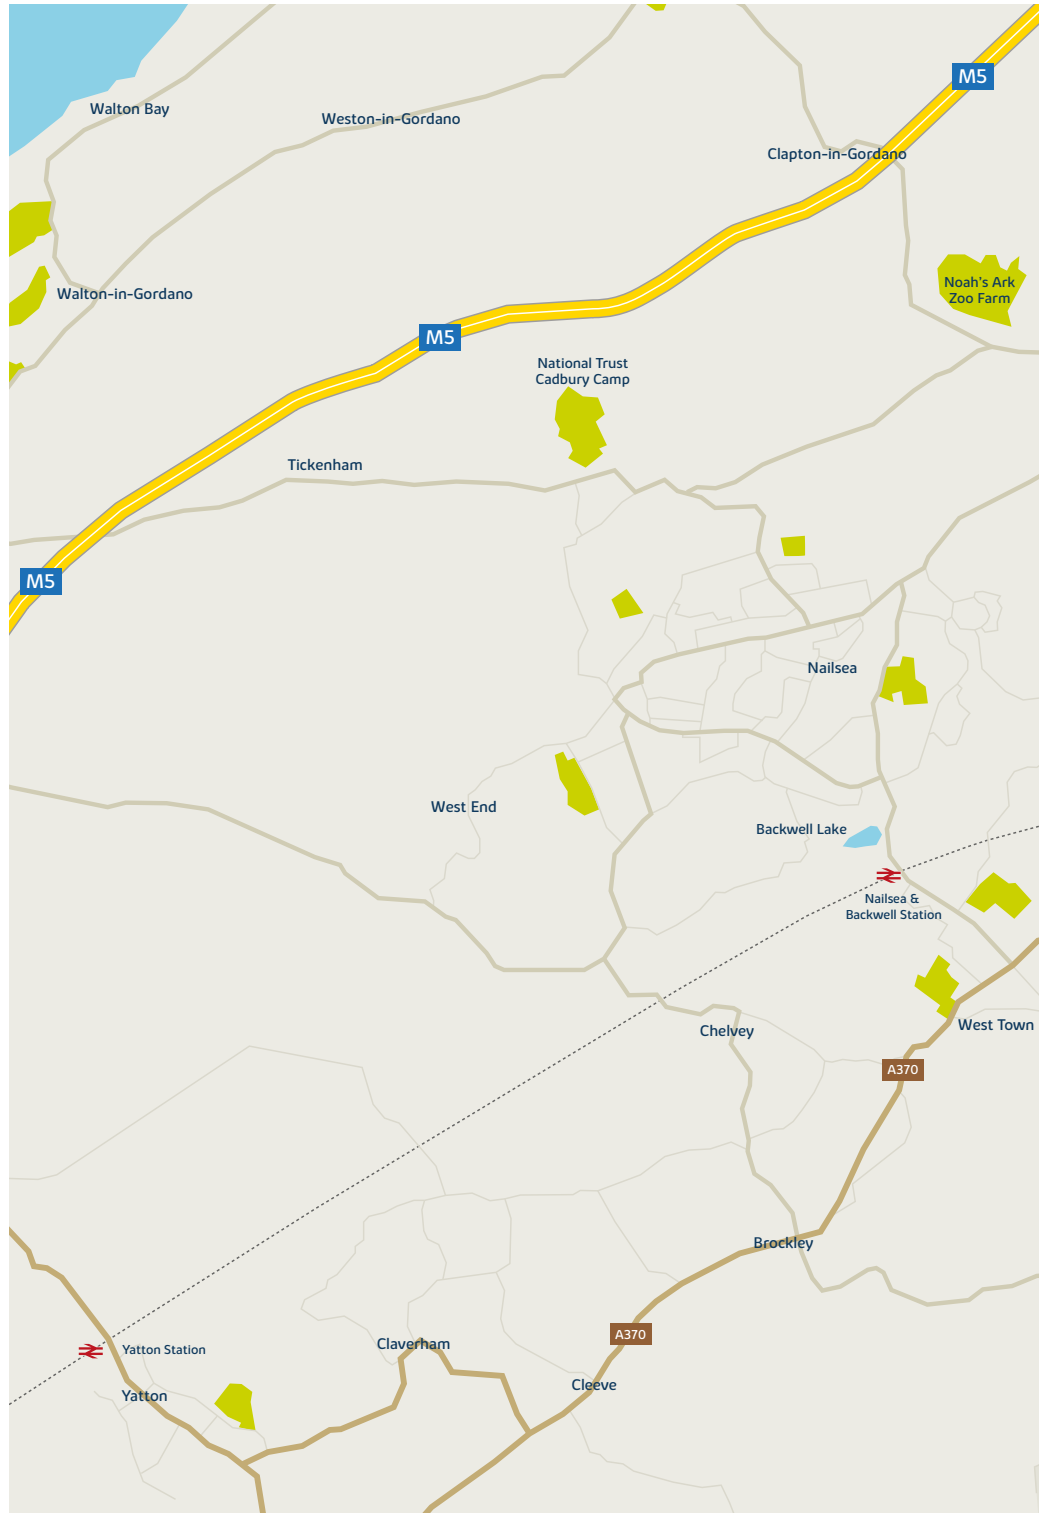 M5
Walton Bay
Weston-in-Gordano
Clapton-in-Gordano
Noah's Ark
Zoo Farm
Walton-in-Gordano
M5
National Trust
Cadbury Camp
Tickenham
M5
Nailsea
West End
Backwell Lake
Nailsea &
Backwell Station
West Town
Chelvey
A370
Brockley
A370
Claverham
Yatton Station
Cleeve
Yatton